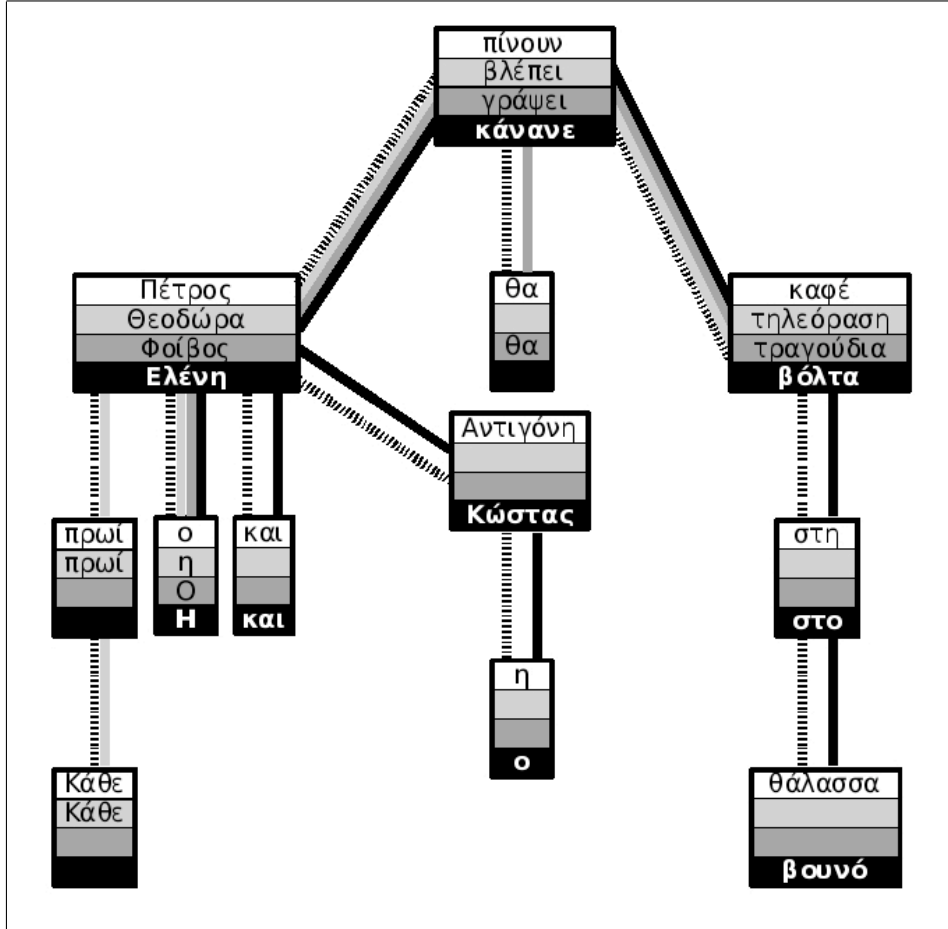 πίνουν
βλέπει
γράψει
κάνανε
Πέτρος
Θεοδώρα
Φοίβος
Ελένη
θα
θα
καφέ
τηλεόραση
τραγούδια
βόλτα
Αντιγόνη
Κώστας
πρωί
πρωί
ο
η
Ο
Η
και
και
στη
στο
η
ο
Κάθε
Κάθε
θάλασσα
βουνό